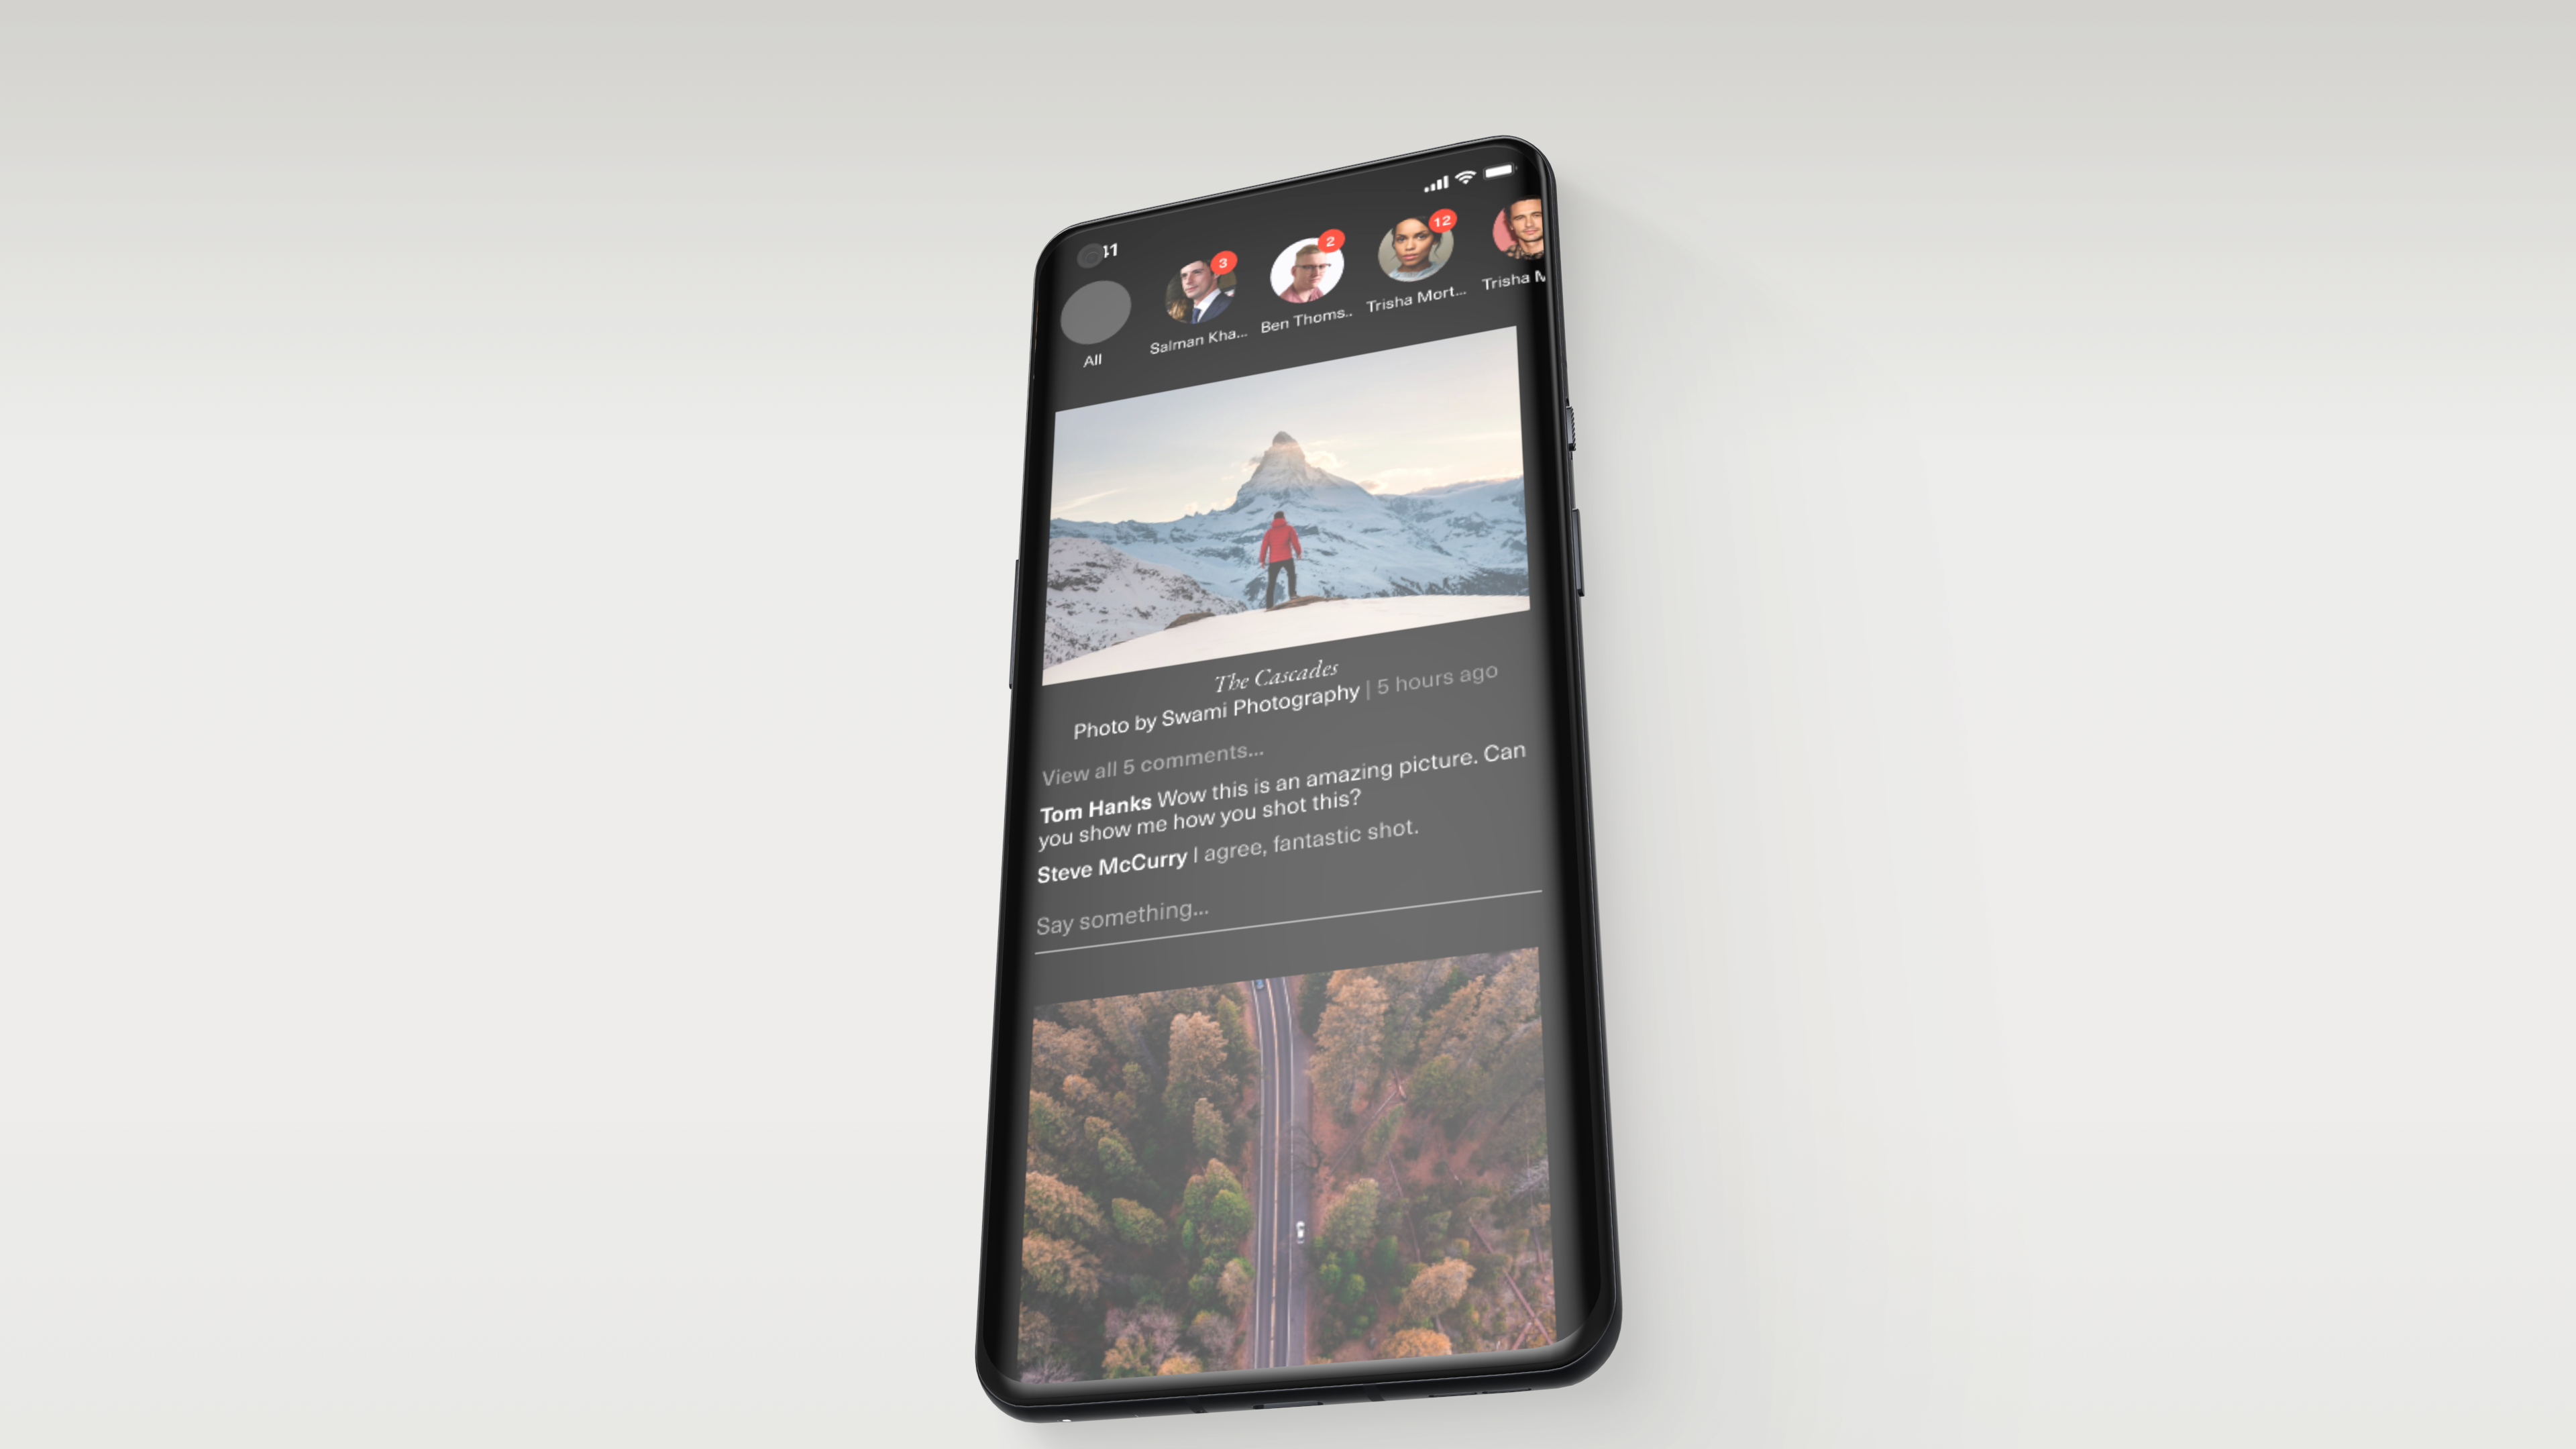 41
3
2
12
All
Salman Kha...
Ben Thoms..
Trisha Mort...
Trisha M
The Cascades
Photo by Swami Photography | 5 hours ago
View all 5 comments...
Tom Hanks Wow this is an amazing picture. Can
you show me how you shot this?
Steve McCurry I agree, fantastic shot.
Say something...